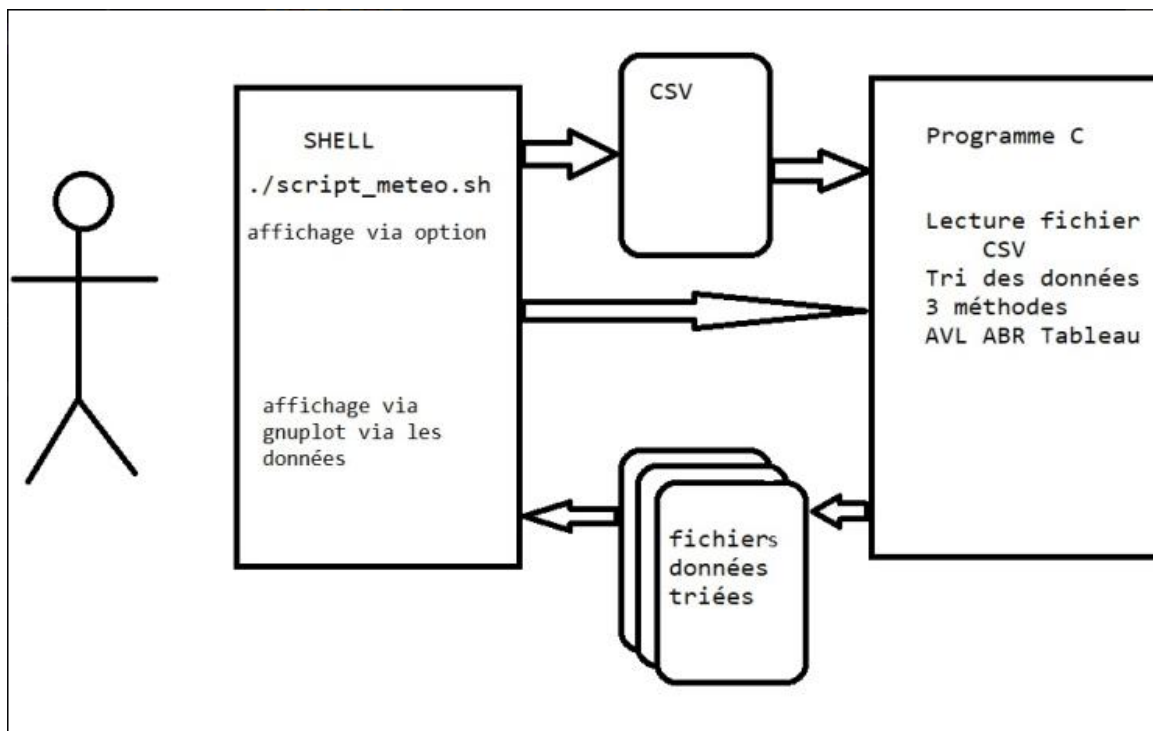 SHELL
./script_meteo.sh
affichage via option
affichage via
gnuplot via les
données
CSV
Programme C
Lecture fichier
CSV
Tri des données
3 méthodes
AVL ABR Tableau
fichiers
données
triées